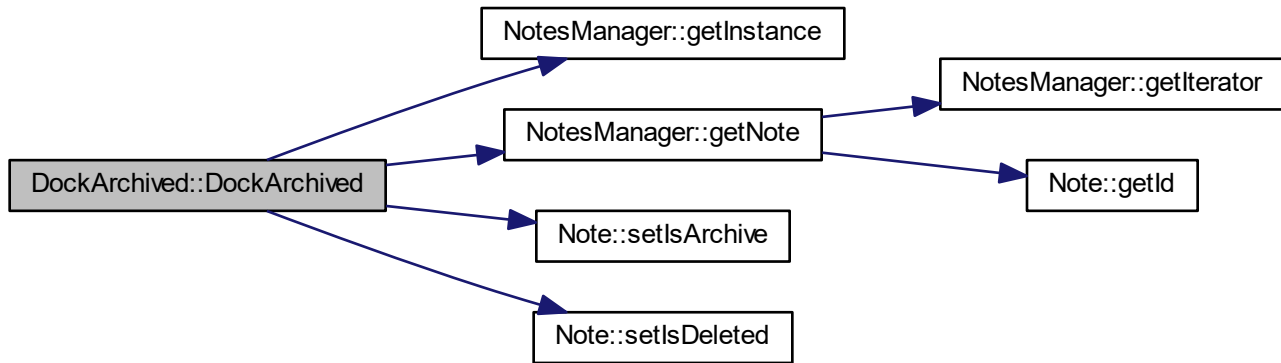 NotesManager::getInstance
NotesManager::getIterator
NotesManager::getNote
DockArchived::DockArchived
Note::getId
Note::setIsArchive
Note::setIsDeleted